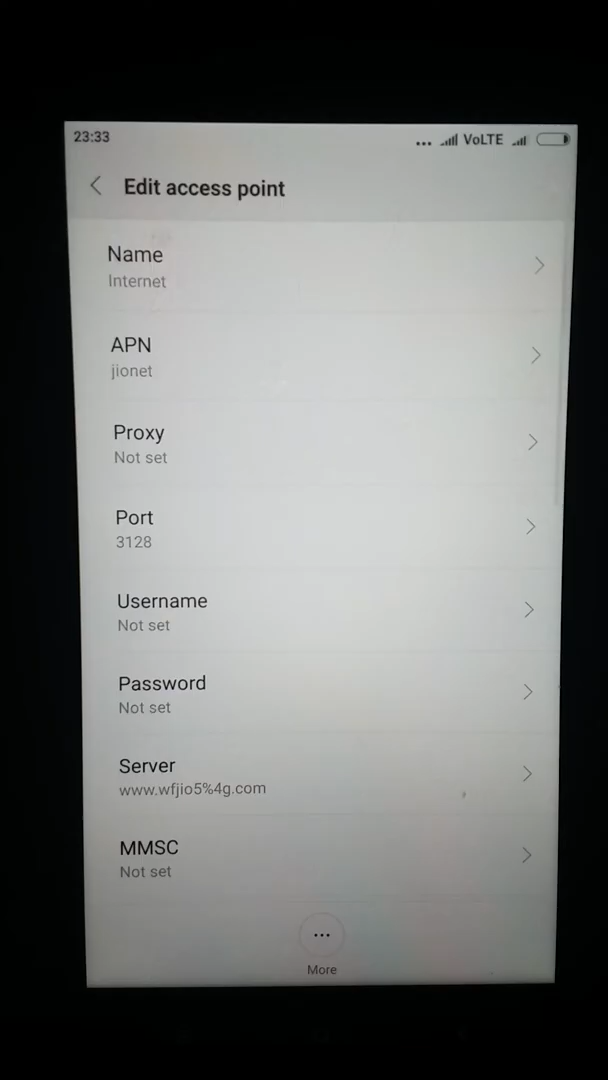 23:33
... VoLTE
Edit access point
Name
Internet
APN
jionet
Proxy
Not set
Port
3128
Username
Not set
Password
Not set
Server
www.wfjio5%4g.com
MMSC
Not set
More